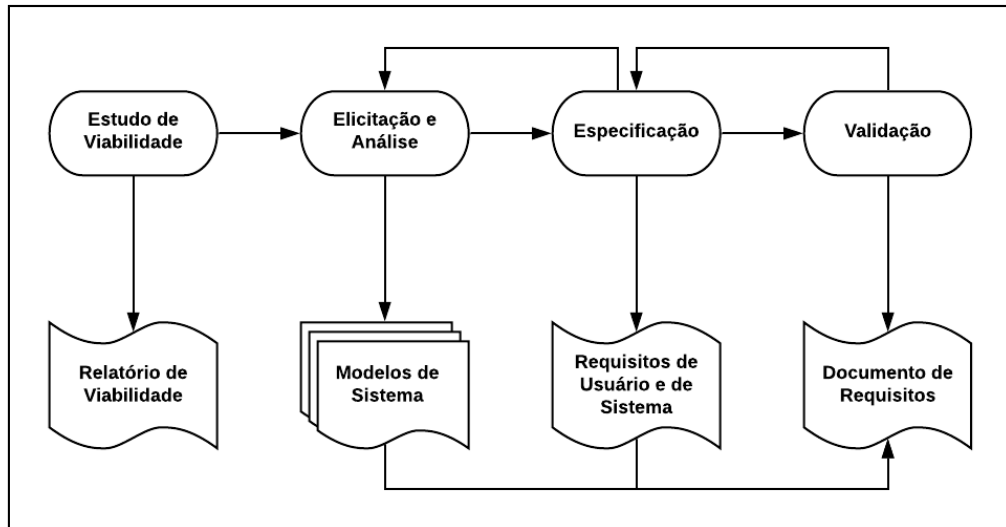 Estudo de
Viabilidade
Elicitação e
Análise
Especificação
Validação
Relatório de
Viabilidade
Modelos de
Sistema
Requisitos de
Usuário e de
Sistema
Documento de
Requisitos